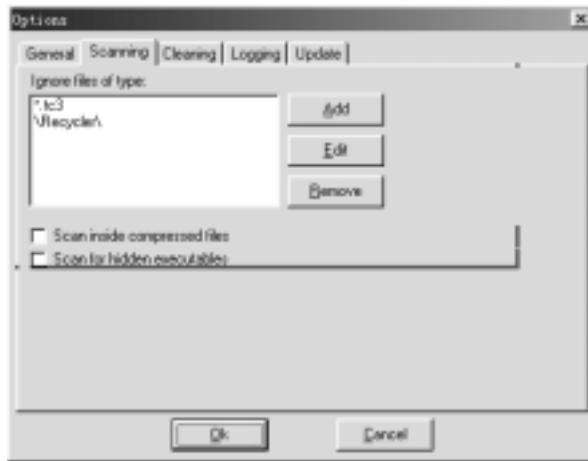 Options
General Scanning Cleaning Logging Update
Ignore files of type:
*.tc3
\Recycler\
Add
Edit
Remove
Scan inside compressed files
Scan for hidden executables
Ok Cancel